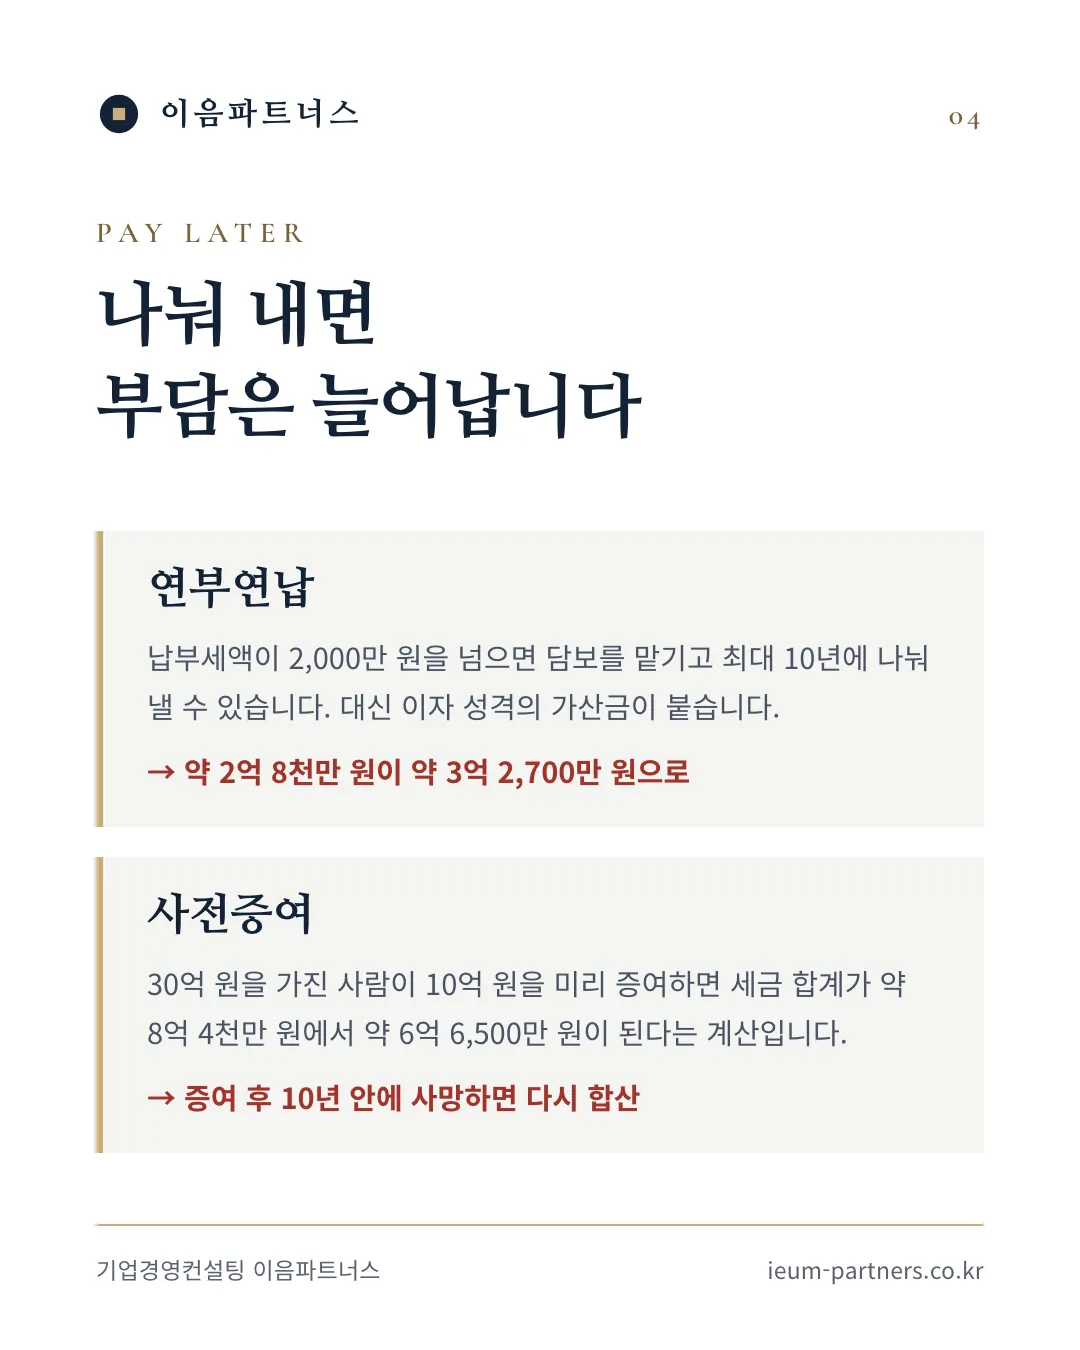 이음파트너스
04
PAY LATER
나눠 내면
부담은 늘어납니다
연부연납
납부세액이 2,000만 원을 넘으면 담보를 맡기고 최대 10년에 나눠
낼 수 있습니다. 대신 이자 성격의 가산금이 붙습니다.
→ 약 2억 8천만 원이 약 3억 2,700만 원으로
사전증여
30억 원을 가진 사람이 10억 원을 미리 증여하면 세금 합계가 약
8억 4천만 원에서 약 6억 6,500만 원이 된다는 계산입니다.
→ 증여 후 10년 안에 사망하면 다시 합산
기업경영컨설팅 이음파트너스
ieum-partners.co.kr